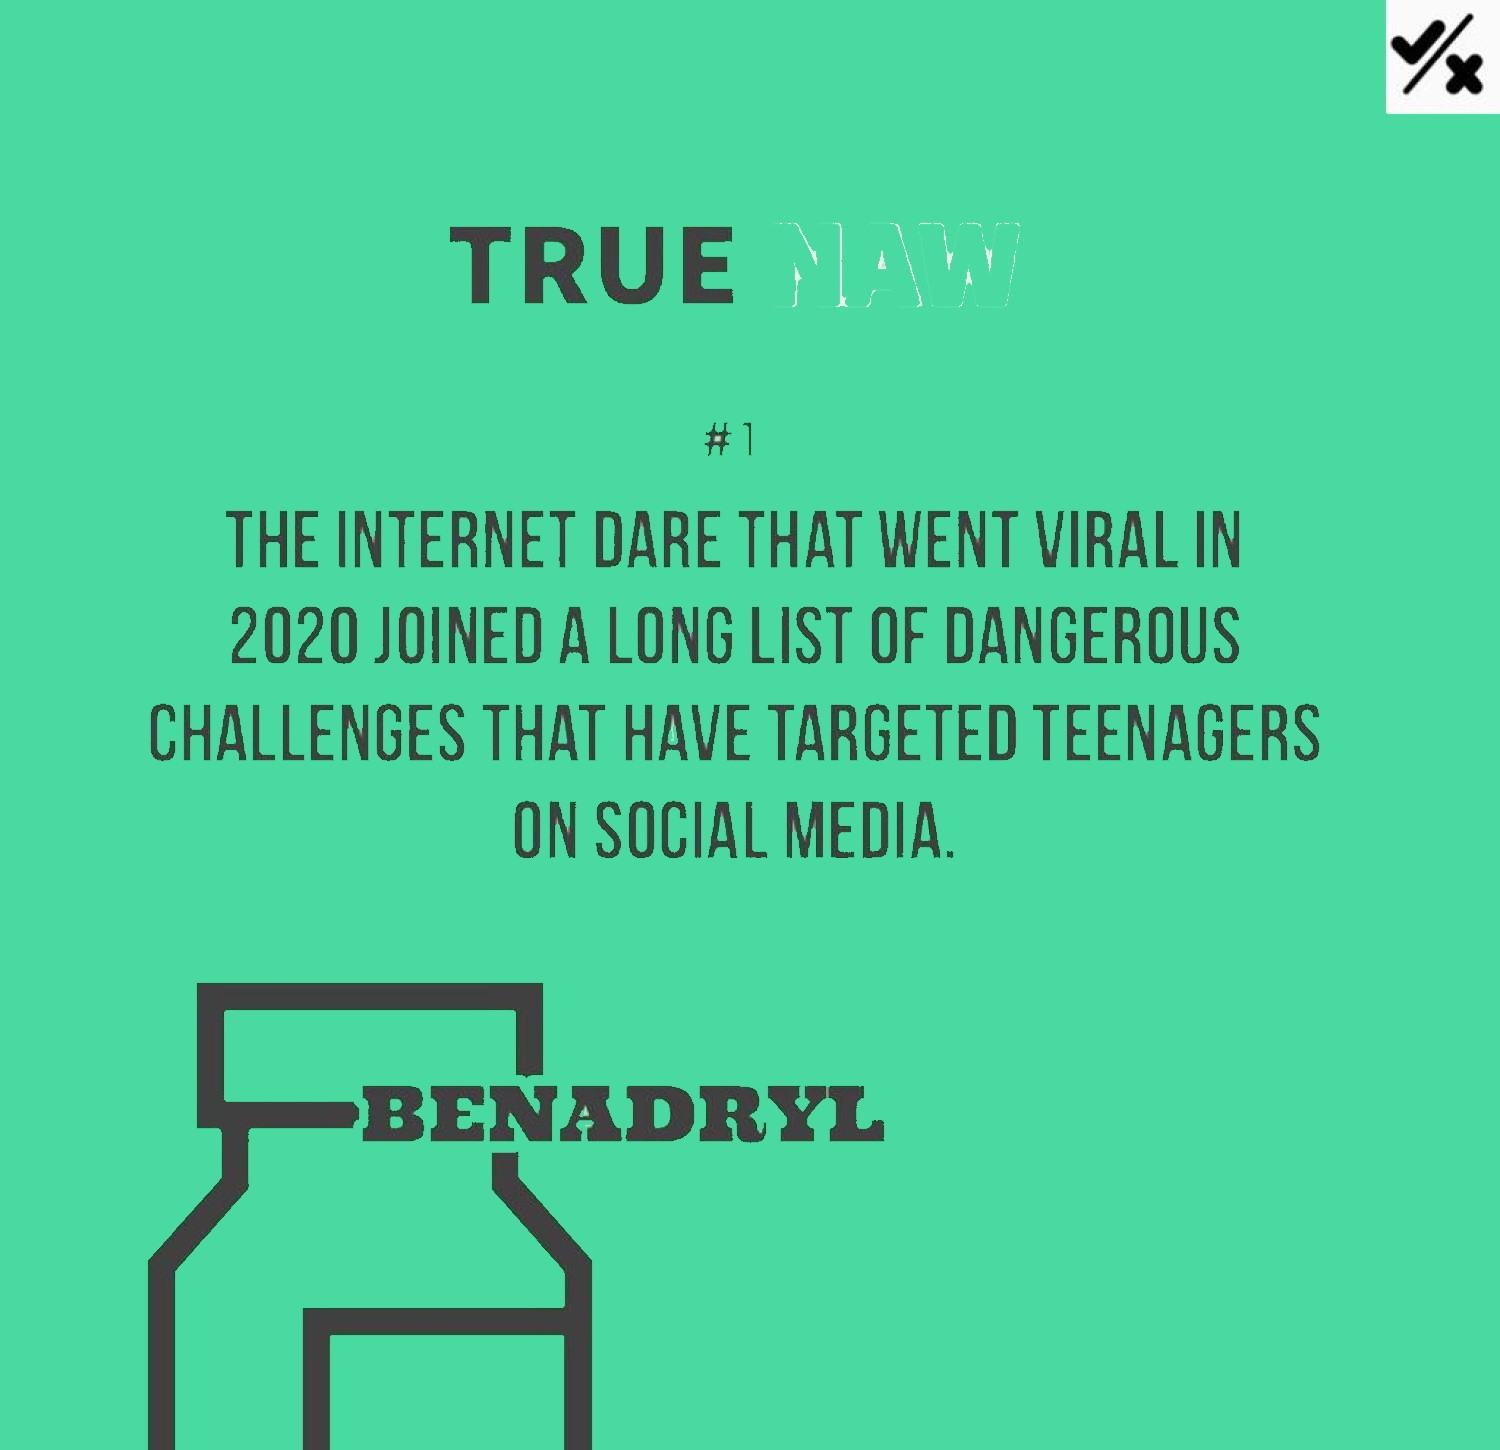 TRUE NAW
#1
THE INTERNET DARE THAT WENT VIRAL IN
2020 JOINED A LONG LIST OF DANGEROUS
CHALLENGES THAT HAVE TARGETED TEENAGERS
ON SOCIAL MEDIA.
BENADRYL